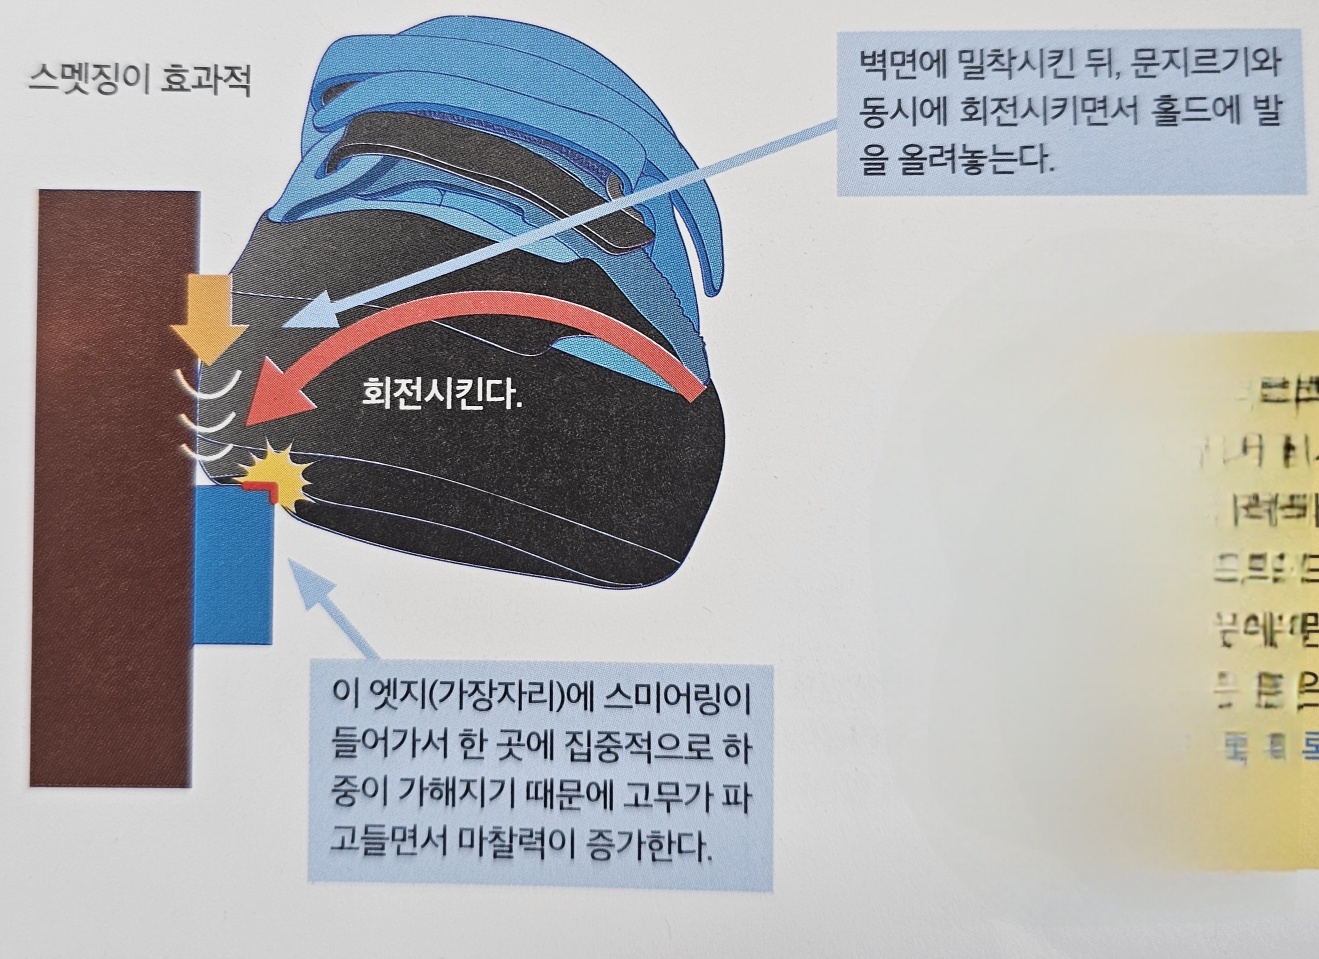 스멧징이 효과적
벽면에 밀착시킨 뒤, 문지르기와
동시에 회전시키면서 홀드에 발
을 올려놓는다.
회전시킨다.
이 엣지(가장자리)에 스미어링이
들어가서 한 곳에 집중적으로 하
중이 가해지기 때문에 고무가 파
고들면서 마찰력이 증가한다.